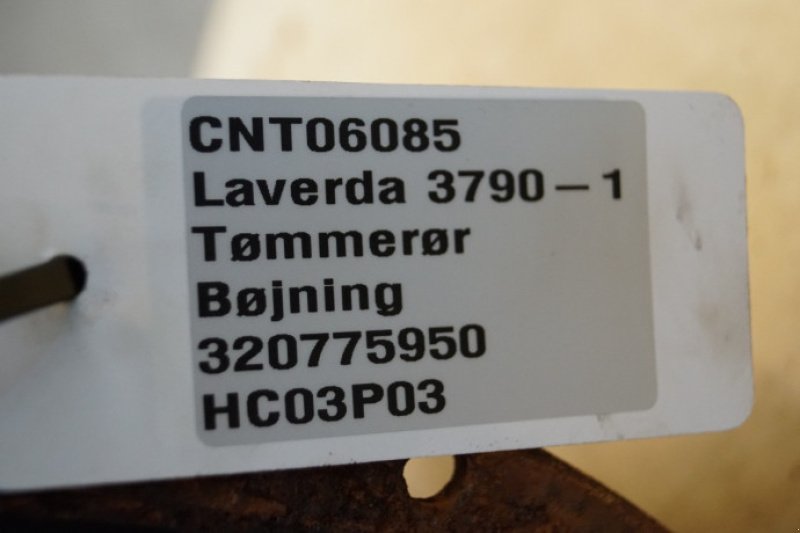 CNT06085
Laverda 3790-1
Tømmerør
Bøjning
320775950
HC03P03